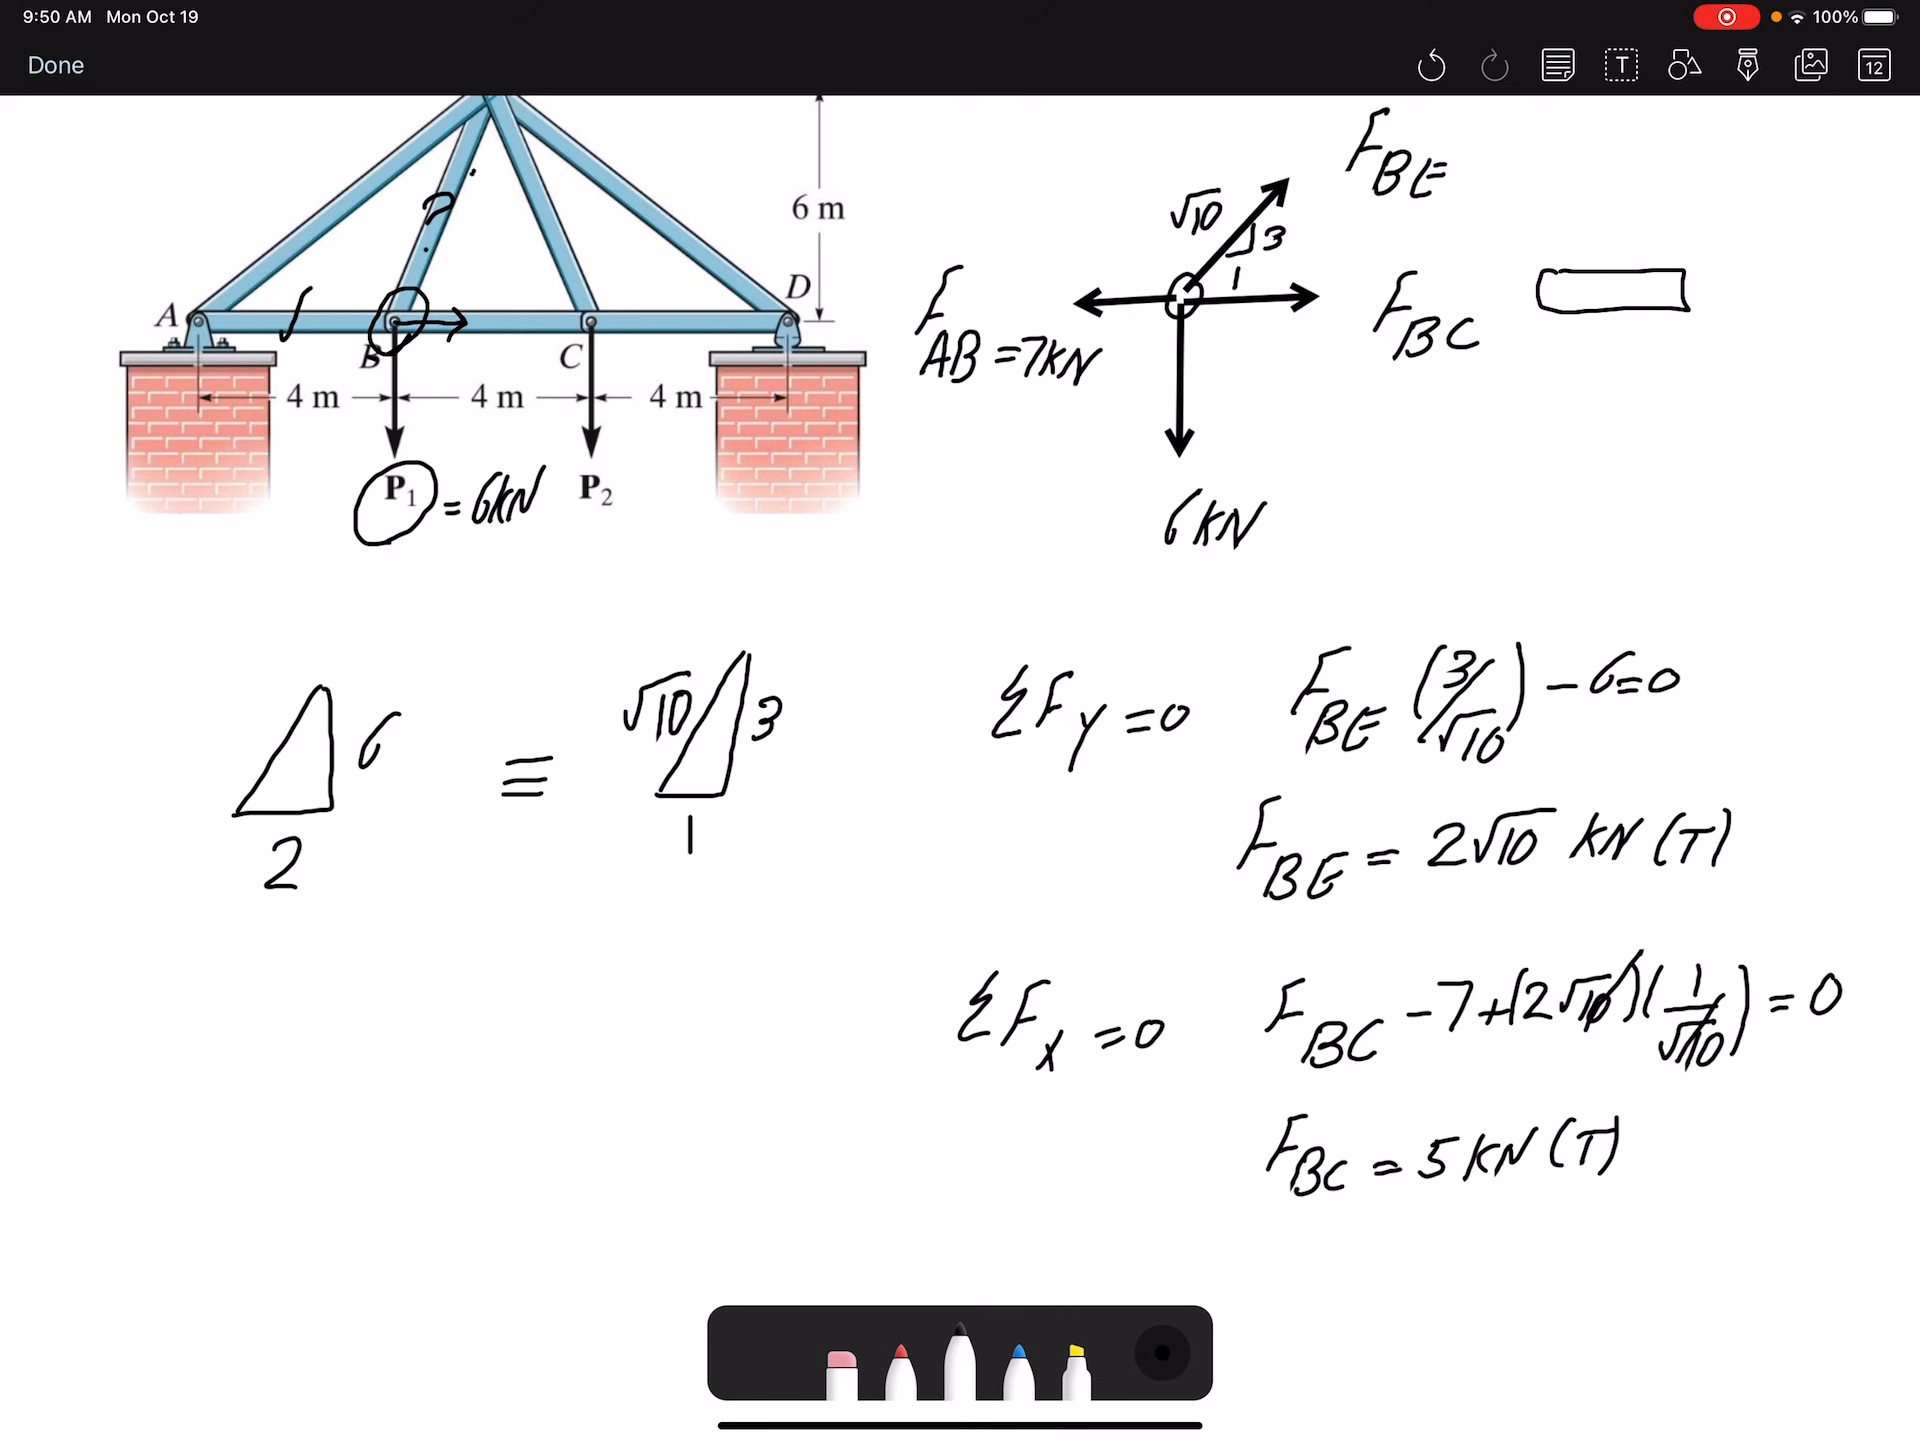 9:50 AM Mon Oct 19
100%
Done
T
12
6 m
A
B
C
D
4 m
4 m
4 m
P1 = 6KN
P2
FBE
√10
3
1
FAB = 7KN
FBC
6 KN
6
2
≡
√10
3
1
ΣFy = 0 FBE (3/√10) - 6 = 0
FBE = 2√10 KN (T)
ΣFx = 0 FBC - 7 + (2√10)(1/√10) = 0
FBC = 5 KN (T)